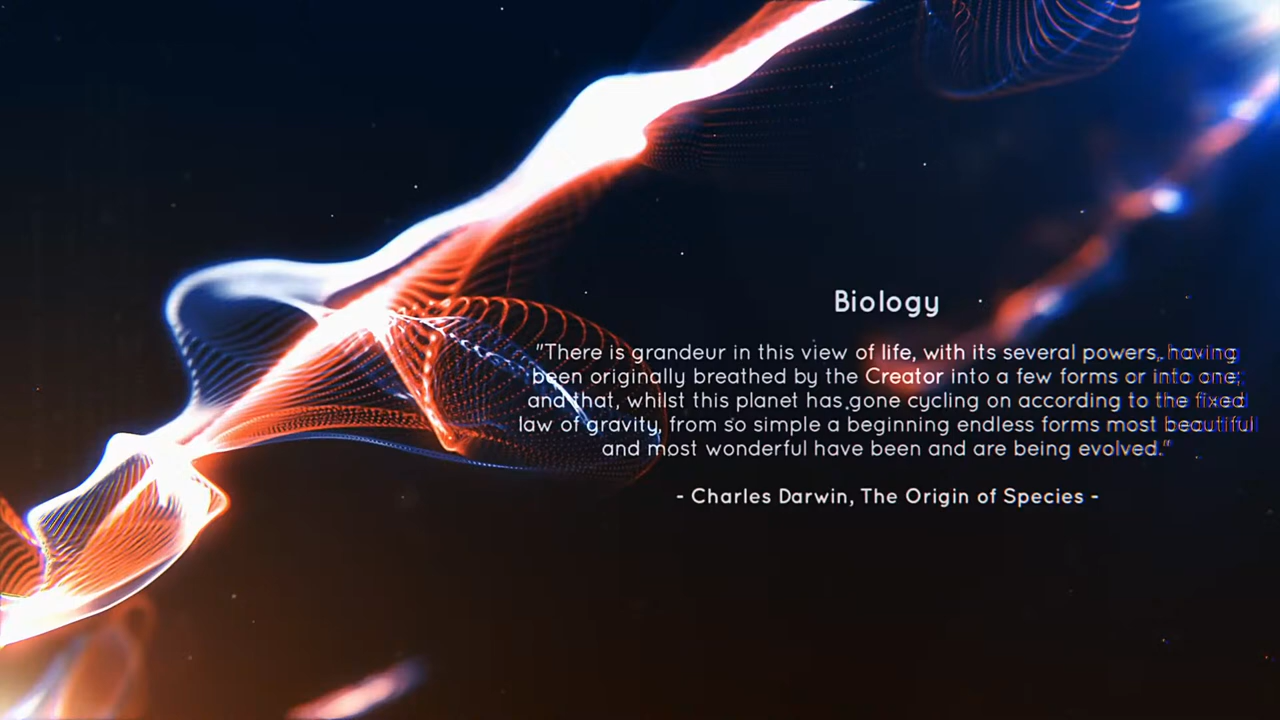 Biology
"There is grandeur in this view of life, with its several powers, having
been originally breathed by the Creator into a few forms or into one;
and that, whilst this planet has gone cycling on according to the fixed
law of gravity, from so simple a beginning endless forms most beautiful
and most wonderful have been and are being evolved."
- Charles Darwin, The Origin of Species -